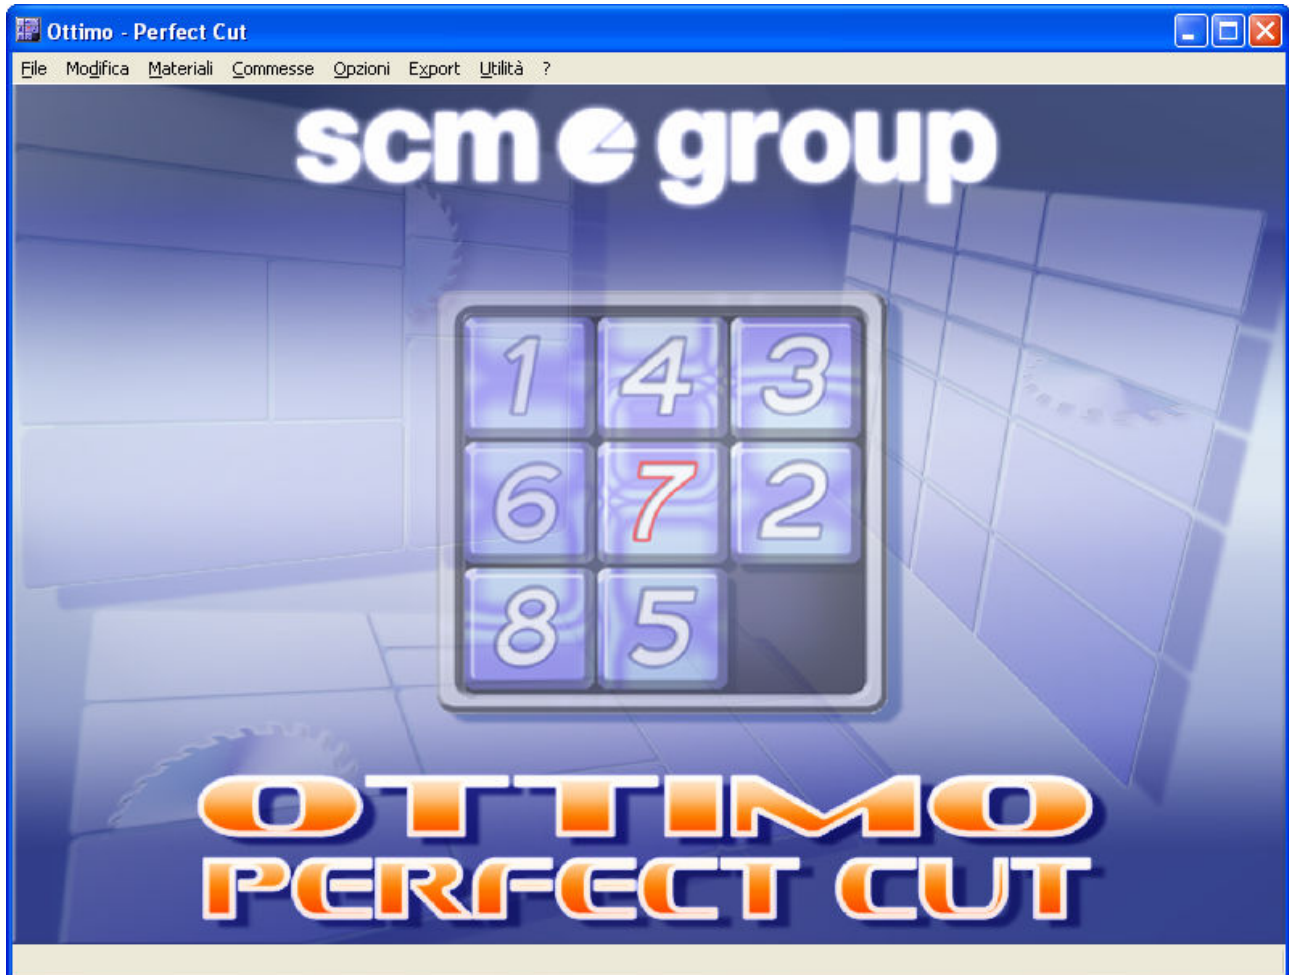 Ottimo - Perfect Cut
File Modifica Materiali Commesse Opzioni Export Utilità ?
scm group
1 4 3
6 7 2
8 5
OTTIMO
PERFECT CUT